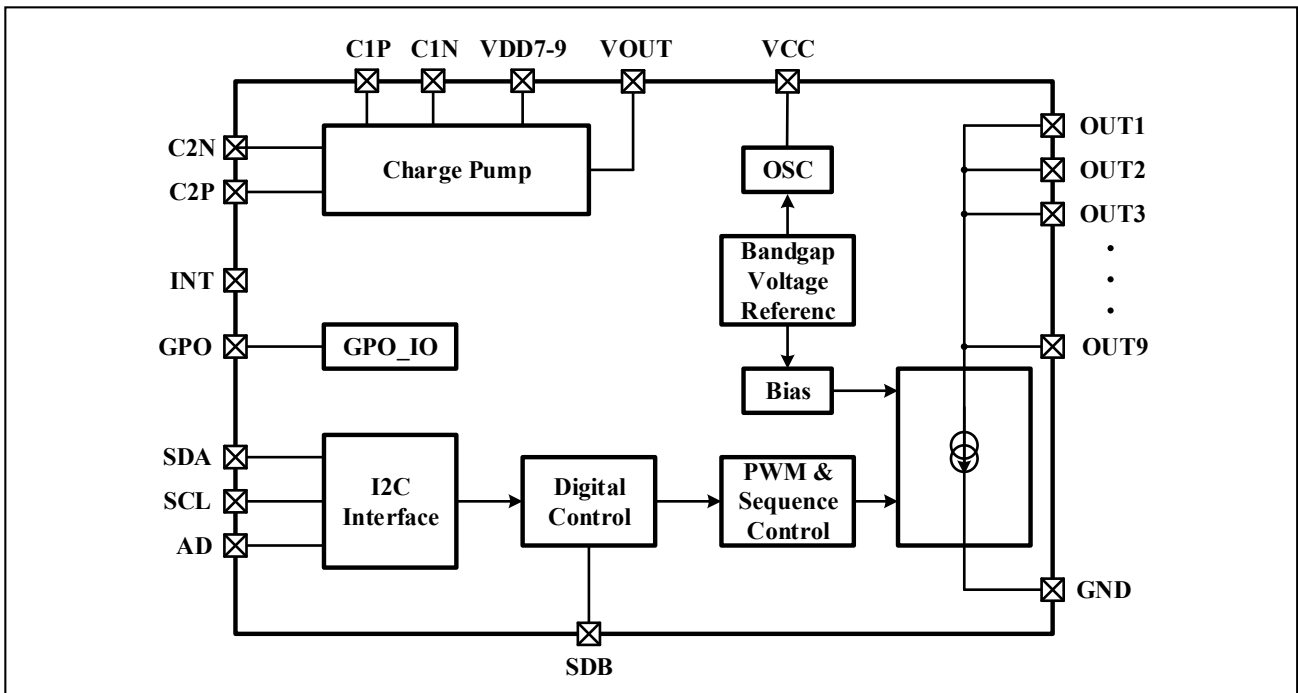 C1P C1N VDD7-9 VOUT VCC
C2N
C2P
Charge Pump
OSC
OUT1
OUT2
OUT3
Bandgap
Voltage
Referenc
INT
GPO
GPO_IO
OUT9
Bias
SDA
SCL
AD
I2C
Interface
Digital
Control
PWM &
Sequence
Control
GND
SDB